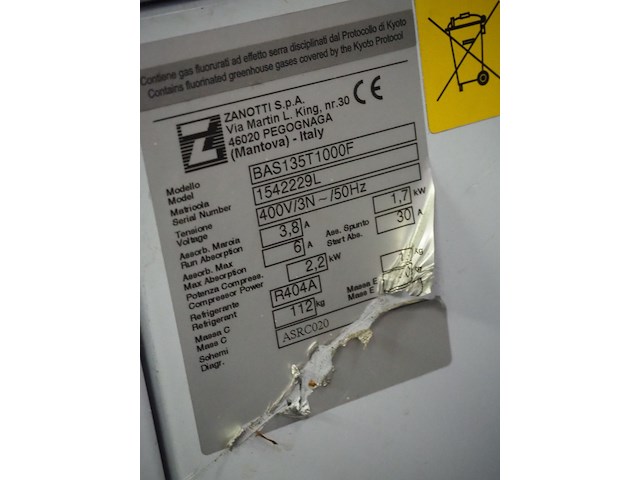 Contiene gas fluorurati ad effetto serra disciplinati dal Protocollo di Kyoto
Contains fluorinated greenhouse gases covered by the Kyoto Protocol
ZANOTTI S.p.A.
Via Martin L. King, nr.30 CE
46020 PEGOGNAGA
(Mantova) - Italy
Modello
Model BAS135T1000F
Matricola
Serial Number 1542229L
Tensione
Voltage 400V/3N~/50Hz 1,7 kW
Assorb. Marcia
Run Absorption 3,8 A Ass. Spunto
Start Abs. 30 A
Assorb. Max
Max Absorption 6 A
Potenza Compress.
Compressor Power 2,2 kW
Refrigerante
Refrigerant R404A kg
Massa C
Mass C 112 kg Massa E
Mass E
Schemi
Diagr. ASRC020